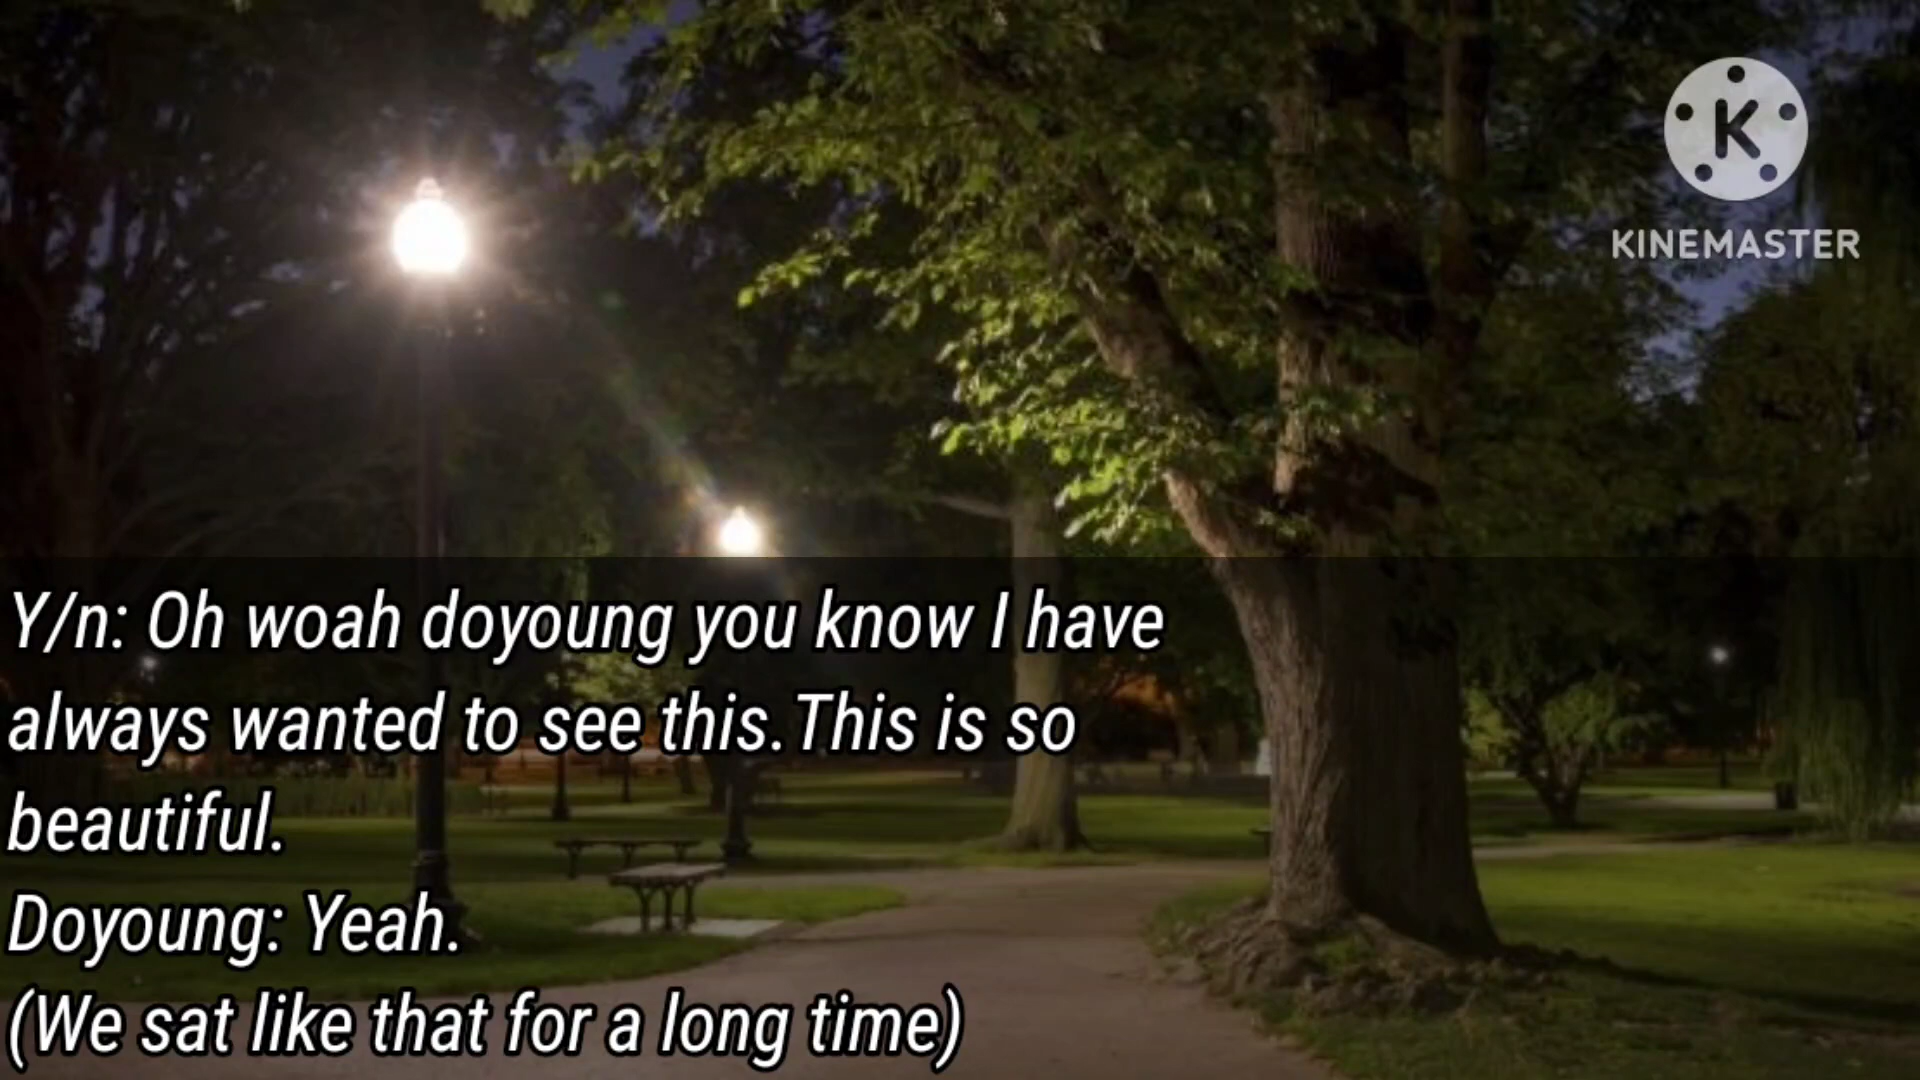 K
KINEMASTER
Y/n: Oh woah doyoung you know I have
always wanted to see this.This is so
beautiful.
Doyoung: Yeah.
(We sat like that for a long time)